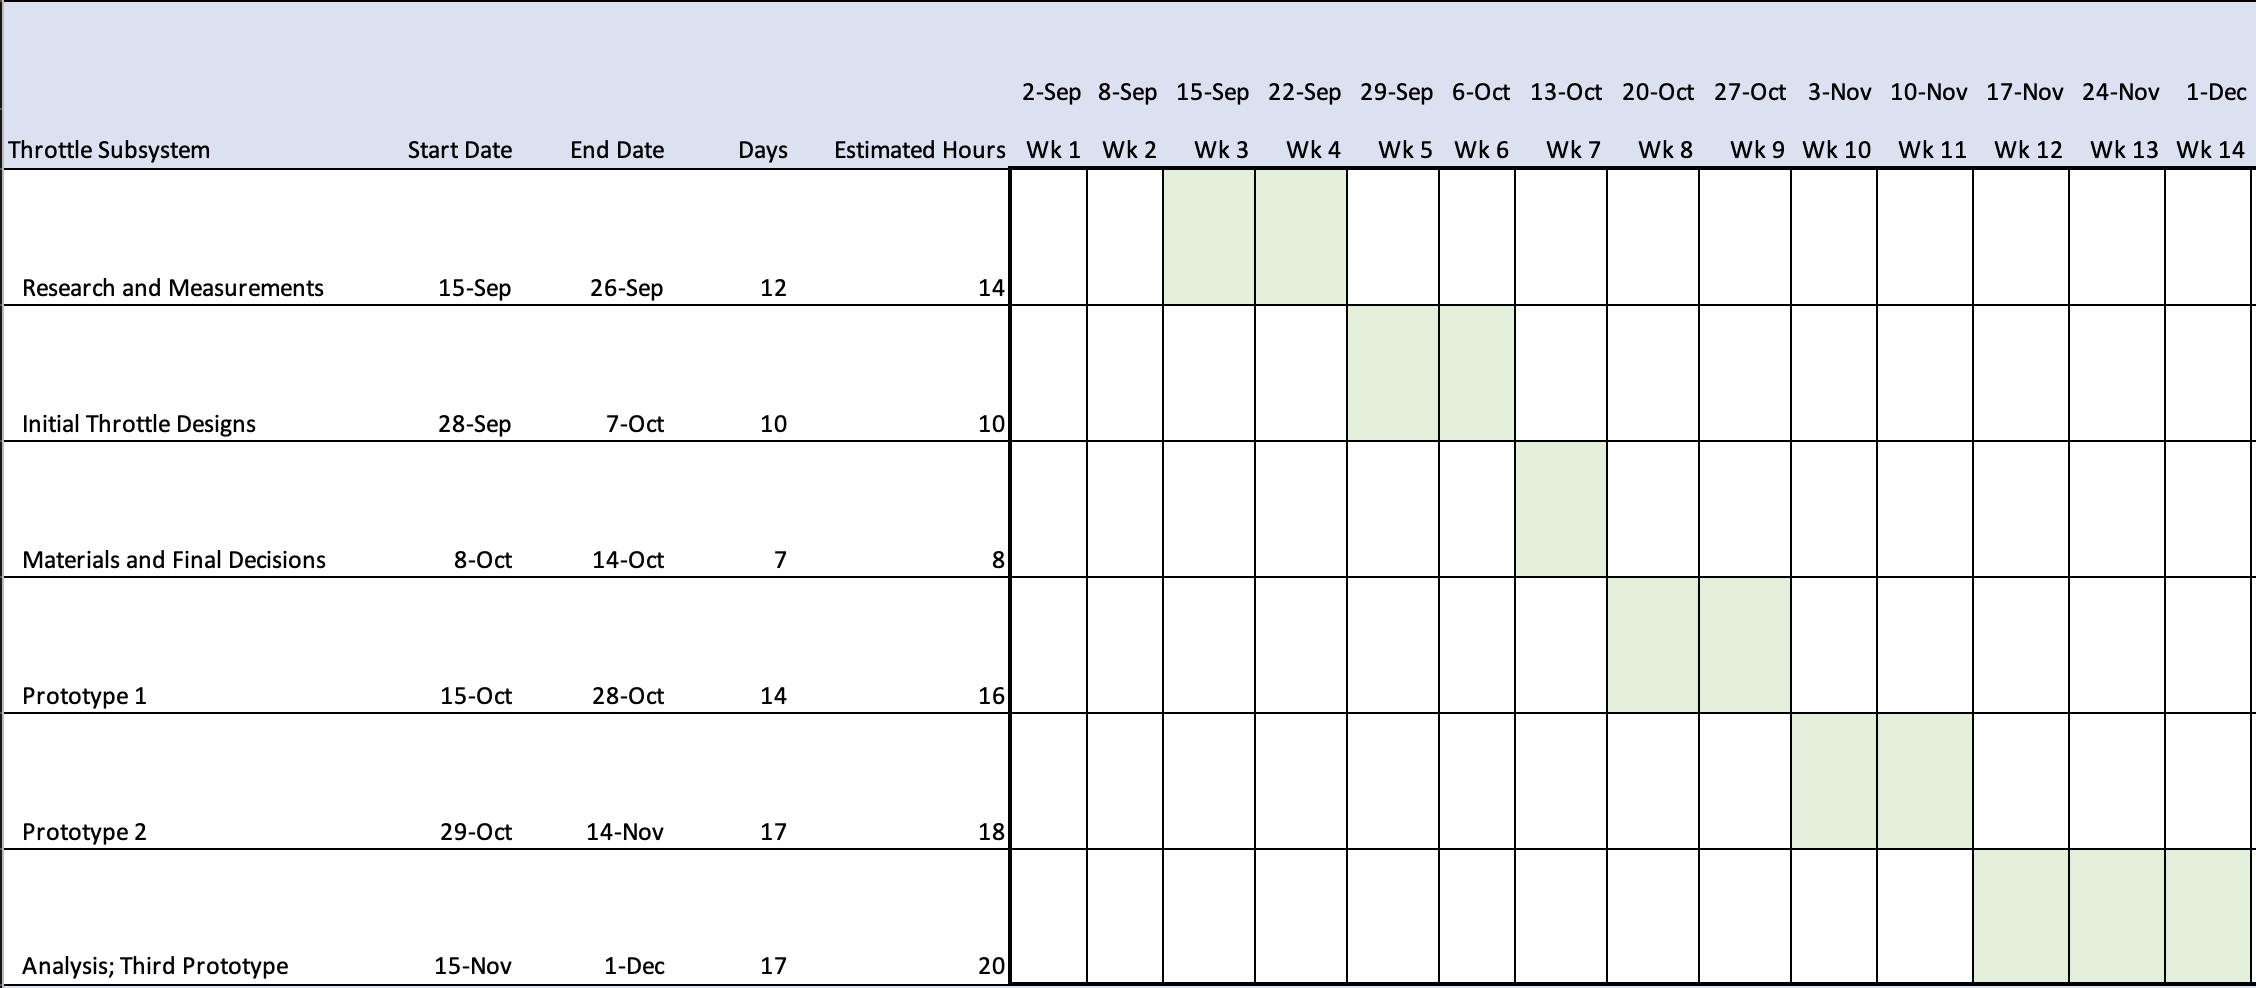 2-Sep 8-Sep 15-Sep 22-Sep 29-Sep 6-Oct 13-Oct 20-Oct 27-Oct 3-Nov 10-Nov 17-Nov 24-Nov 1-Dec
Throttle Subsystem Start Date End Date Days Estimated Hours Wk 1 Wk 2 Wk 3 Wk 4 Wk 5 Wk 6 Wk 7 Wk 8 Wk 9 Wk 10 Wk 11 Wk 12 Wk 13 Wk 14
Research and Measurements 15-Sep 26-Sep 12 14
Initial Throttle Designs 28-Sep 7-Oct 10 10
Materials and Final Decisions 8-Oct 14-Oct 7 8
Prototype 1 15-Oct 28-Oct 14 16
Prototype 2 29-Oct 14-Nov 17 18
Analysis; Third Prototype 15-Nov 1-Dec 17 20